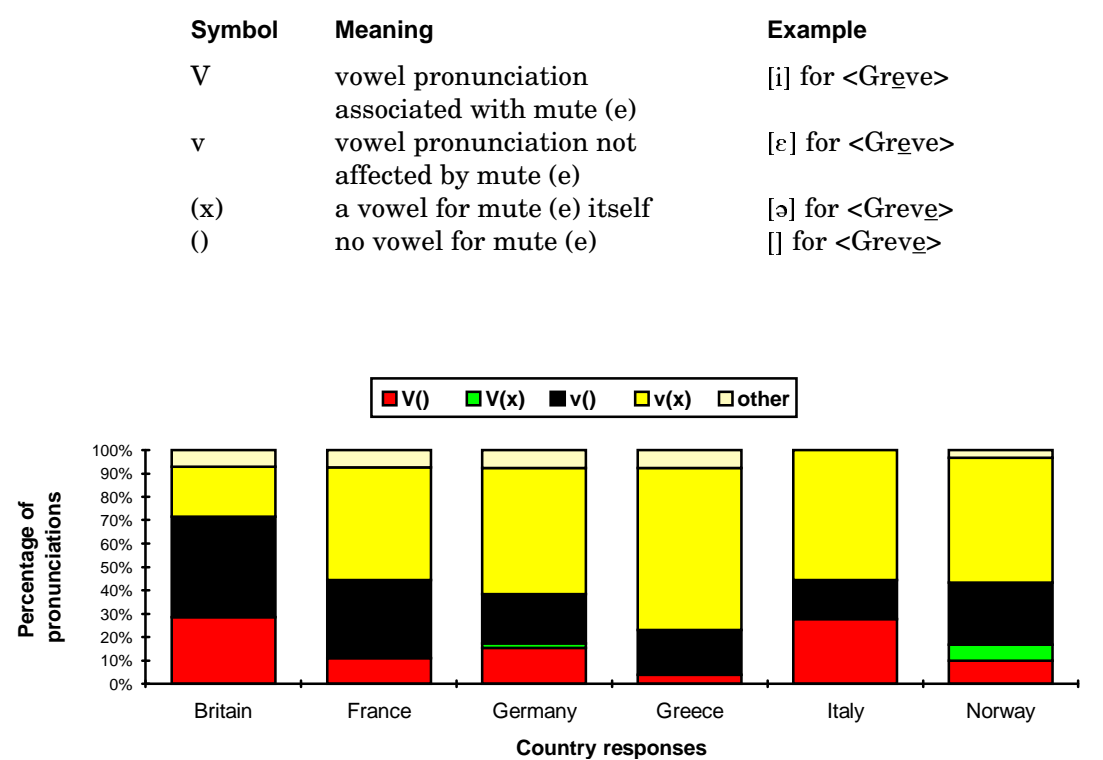 Symbol Meaning Example
V vowel pronunciation [i] for <Greve>
associated with mute (e)
v vowel pronunciation not [ε] for <Greve>
affected by mute (e)
(x) a vowel for mute (e) itself [ə] for <Greve>
() no vowel for mute (e) [] for <Greve>
V() V(x) v() v(x) other
100%
90%
80%
70%
60%
50%
40%
30%
20%
10%
0%
Percentage of
pronunciations
Britain France Germany Greece Italy Norway
Country responses